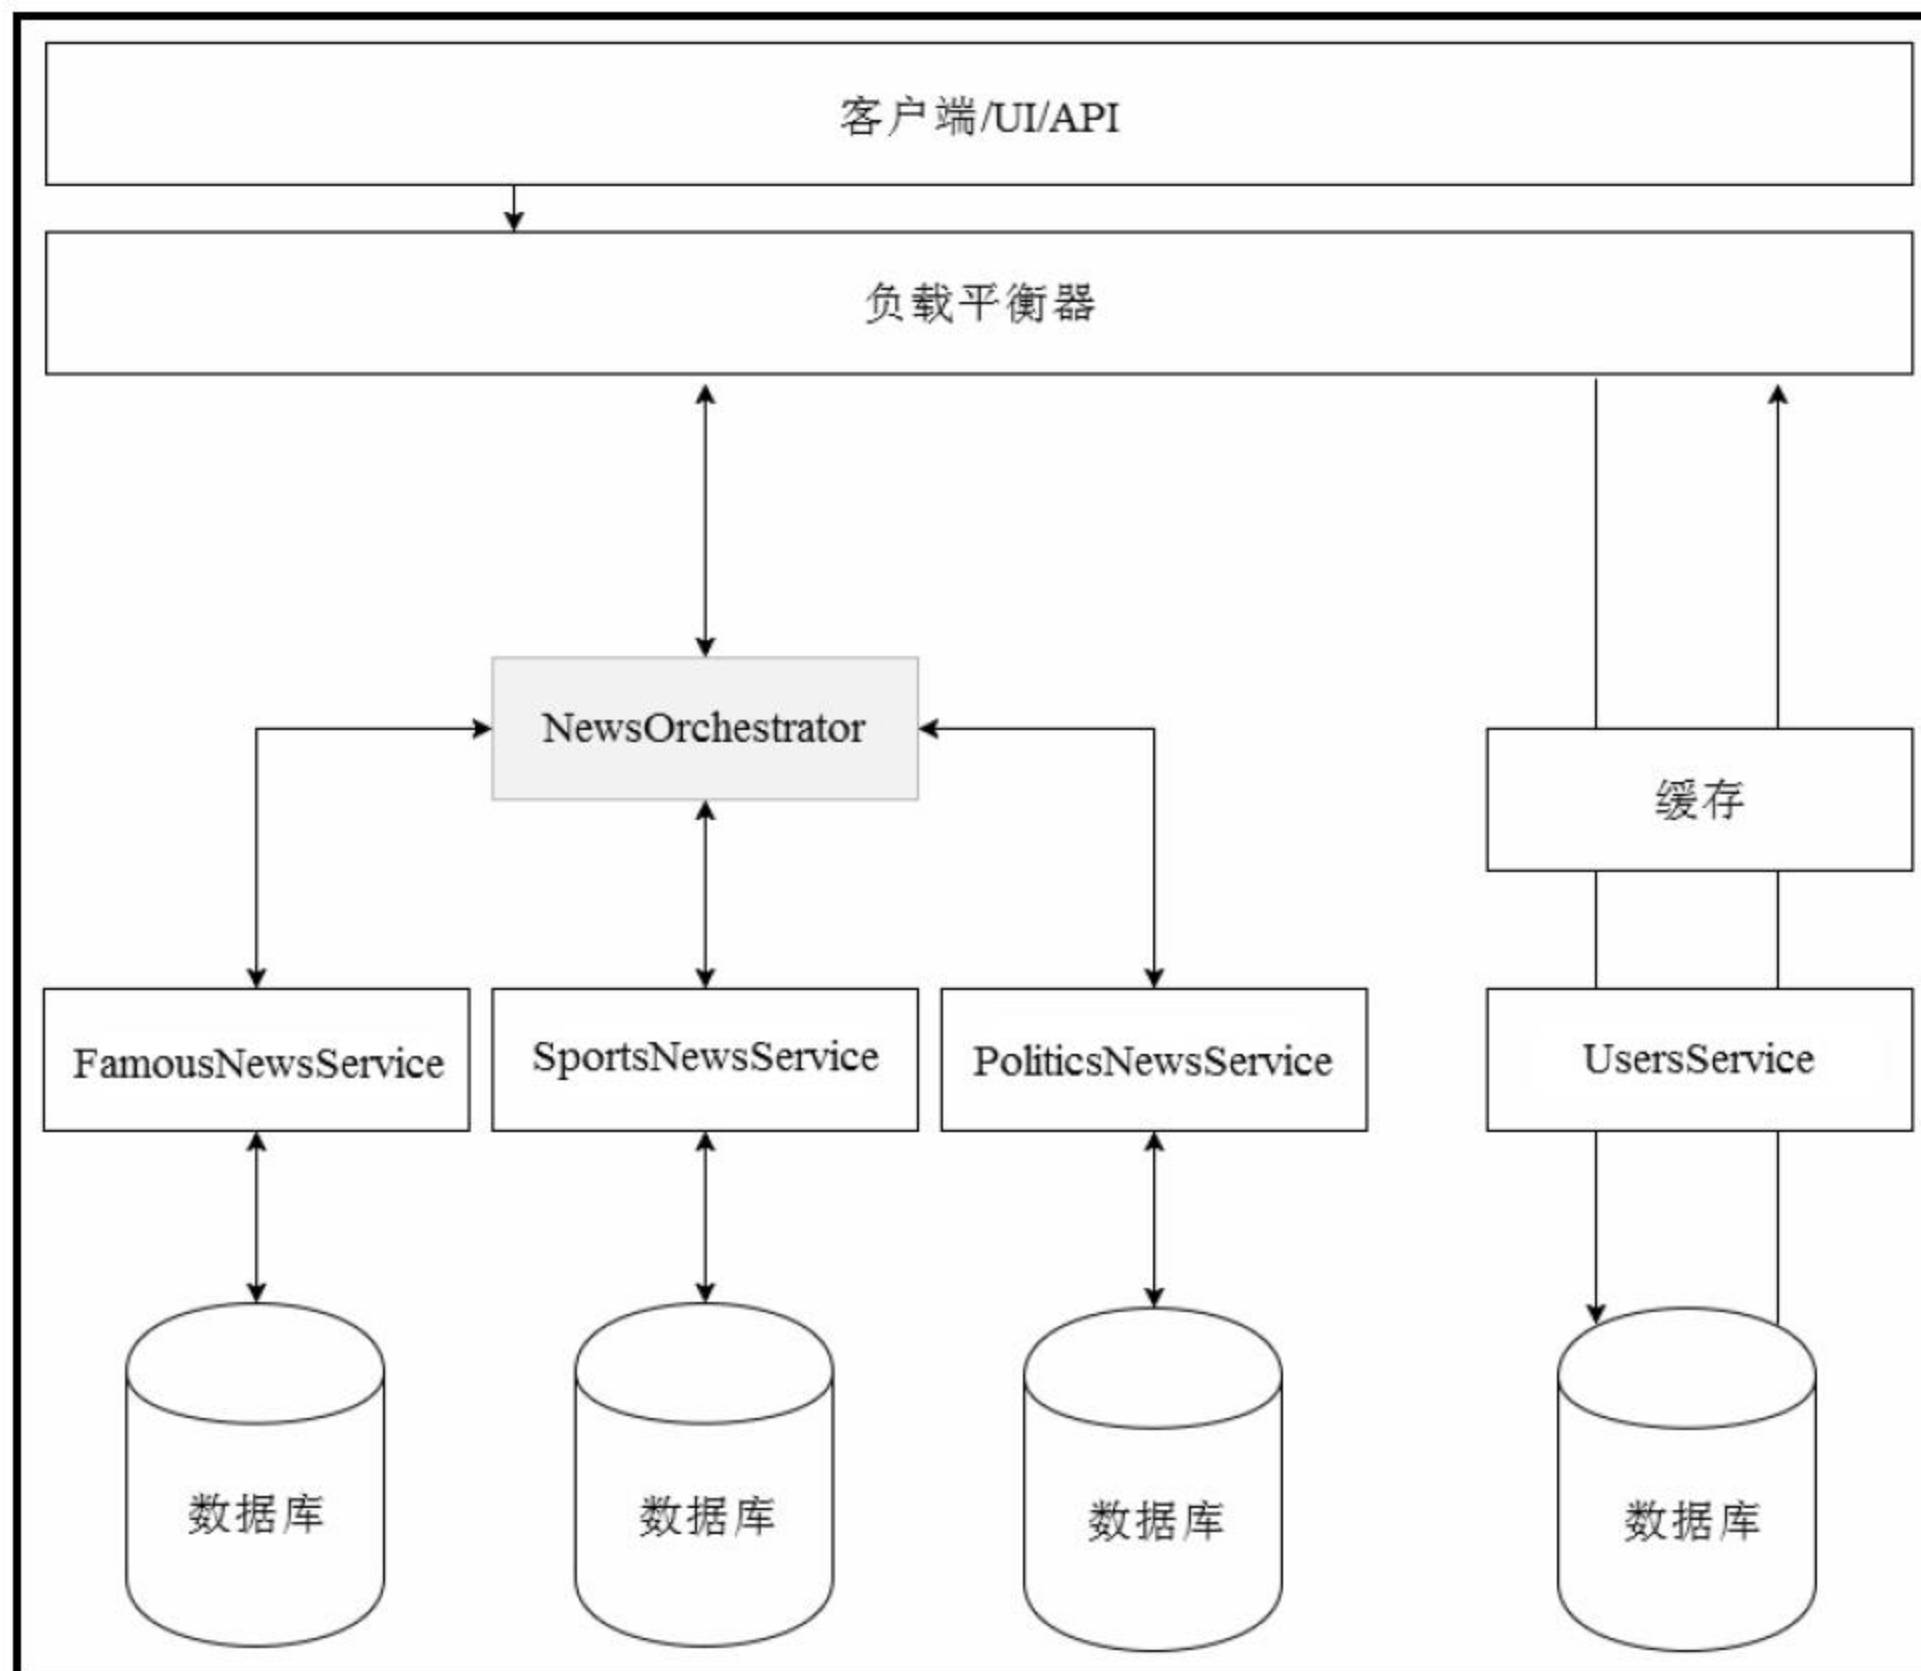 客户端/UI/API
负载平衡器
NewsOrchestrator
缓存
FamousNewsService
SportsNewsService
PoliticsNewsService
UsersService
数据库
数据库
数据库
数据库